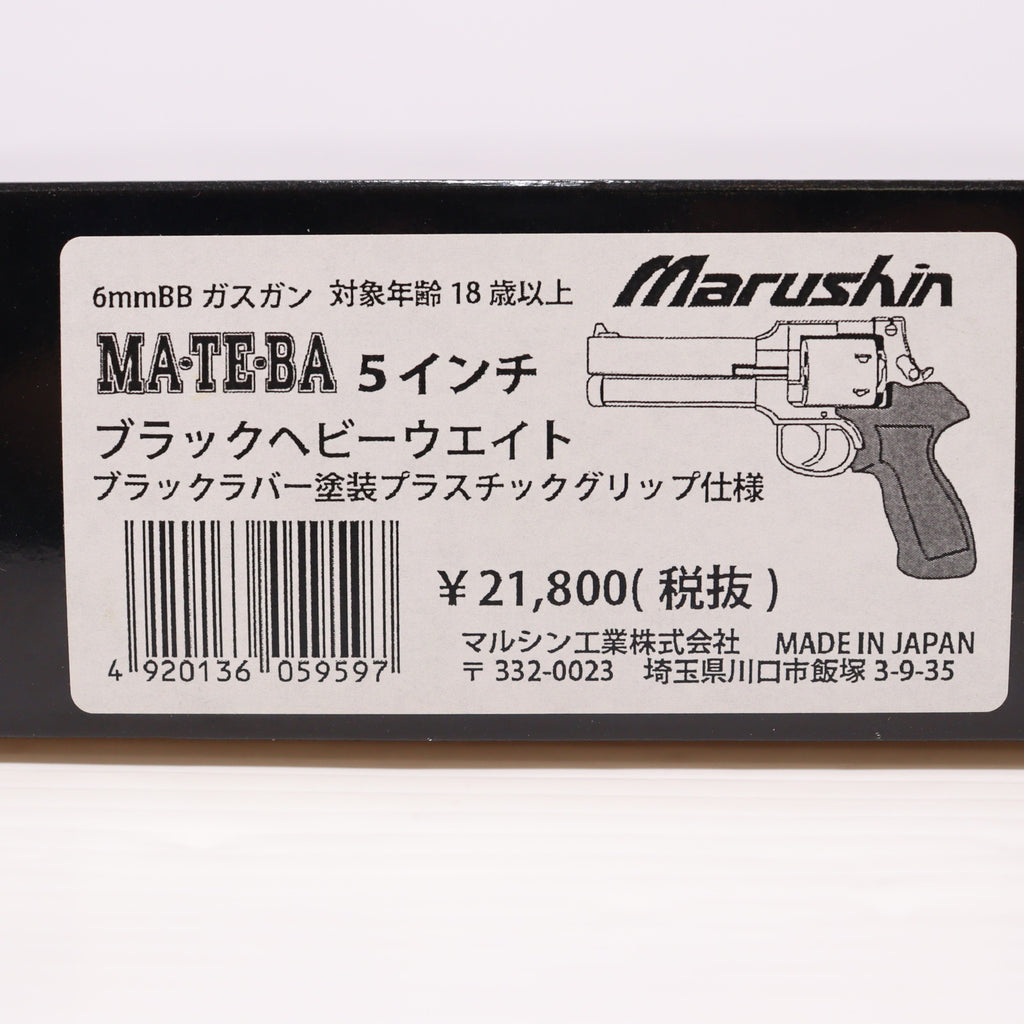 6mmBB ガスガン 対象年齢 18 歳以上
Marushin
MA・TE・BA 5 インチ
ブラックヘビーウエイト
ブラックラバー塗装プラスチックグリップ仕様
¥ 21,800( 税抜 )
4 920136 059597
マルシン工業株式会社 MADE IN JAPAN
〒 332-0023 埼玉県川口市飯塚 3-9-35